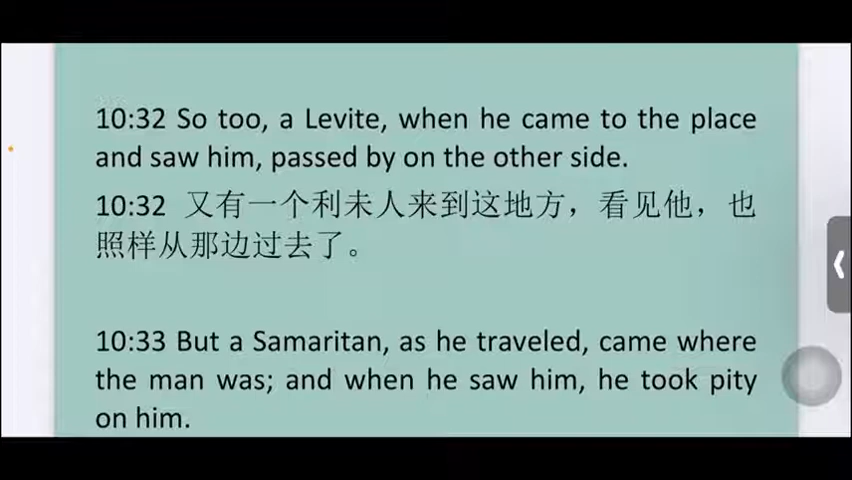 10:32 So too, a Levite, when he came to the place
and saw him, passed by on the other side.
10:32 又有一个利未人来到这地方，看见他，也
照样从那边过去了。
10:33 But a Samaritan, as he traveled, came where
the man was; and when he saw him, he took pity
on him.